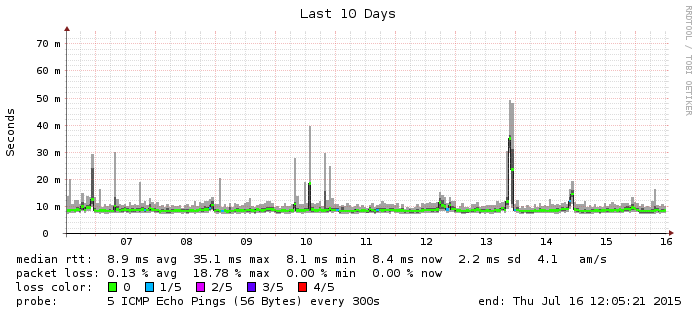 Last 10 Days
RRDTOOL / TOBI OETIKER
Seconds
70 m
60 m
50 m
40 m
30 m
20 m
10 m
0
07 08 09 10 11 12 13 14 15 16
median rtt: 8.9 ms avg 35.1 ms max 8.1 ms min 8.4 ms now 2.2 ms sd 4.1 am/s
packet loss: 0.13 % avg 18.78 % max 0.00 % min 0.00 % now
loss color: 0 1/5 2/5 3/5 4/5
probe: 5 ICMP Echo Pings (56 Bytes) every 300s end: Thu Jul 16 12:05:21 2015